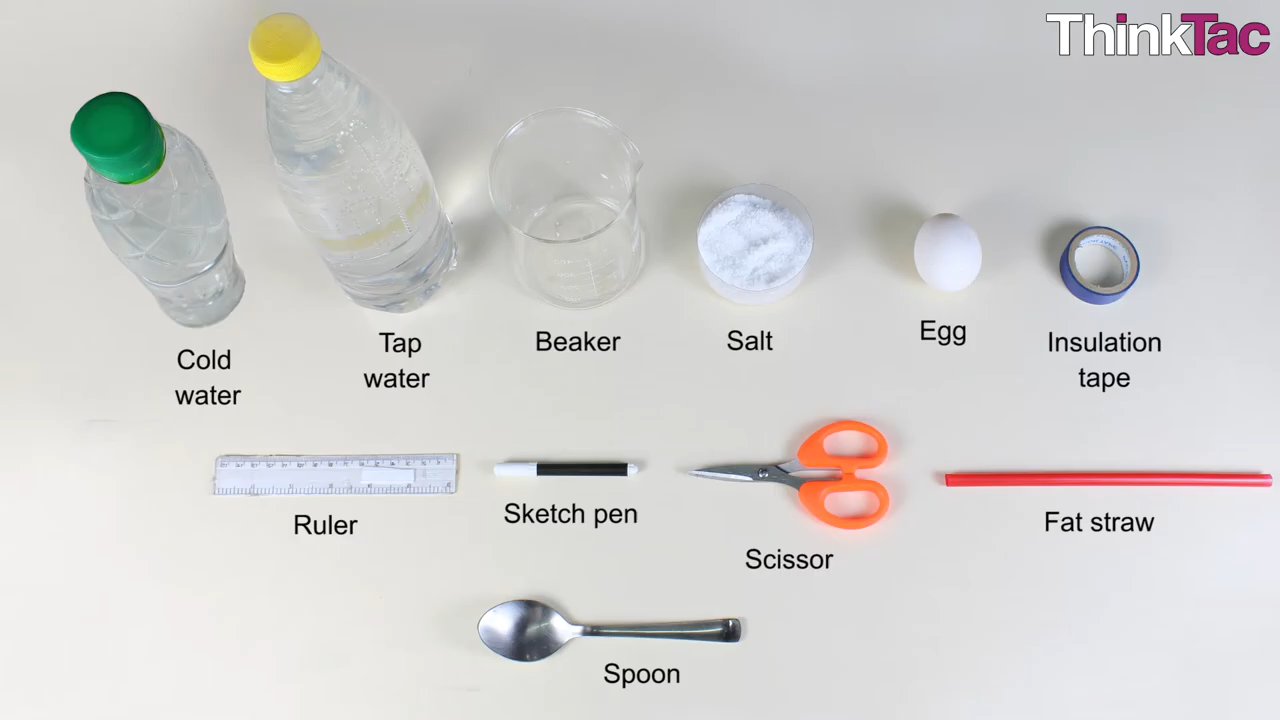 ThinkTac
Cold
water
Tap
water
Beaker
Salt
Egg
Insulation
tape
Ruler
Sketch pen
Scissor
Fat straw
Spoon